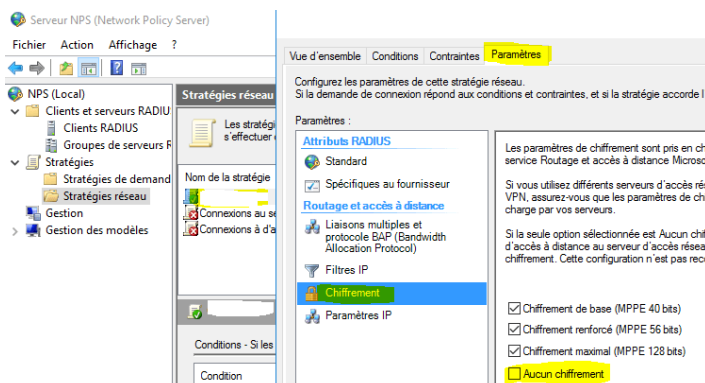 Serveur NPS (Network Policy Server)
Fichier Action Affichage ?
NPS (Local)
Clients et serveurs RADIU
Clients RADIUS
Groupes de serveurs R
Stratégies
Stratégies de demand
Stratégies réseau
Gestion
Gestion des modèles
Stratégies réseau
Les stratégi
s'effectuer
Nom de la stratégie
Connexions au se
Connexions à d'a
Conditions - Si les
Condition
Vue d'ensemble Conditions Contraintes Paramètres
Configurez les paramètres de cette stratégie réseau.
Si la demande de connexion répond aux conditions et contraintes, et si la stratégie accorde l
Paramètres :
Attributs RADIUS
Standard
Spécifiques au fournisseur
Routage et accès à distance
Liaisons multiples et
protocole BAP (Bandwidth
Allocation Protocol)
Filtres IP
Chiffrement
Paramètres IP
Les paramètres de chiffrement sont pris en ch
service Routage et accès à distance Microso
Si vous utilisez différents serveurs d'accès ré
VPN, assurez-vous que les paramètres de ch
charge par vos serveurs.
Si la seule option sélectionnée est Aucun chif
d'accès à distance au serveur d'accès résea
chiffrement. Cette configuration n'est pas rec
Chiffrement de base (MPPE 40 bits)
Chiffrement renforcé (MPPE 56 bits)
Chiffrement maximal (MPPE 128 bits)
Aucun chiffrement